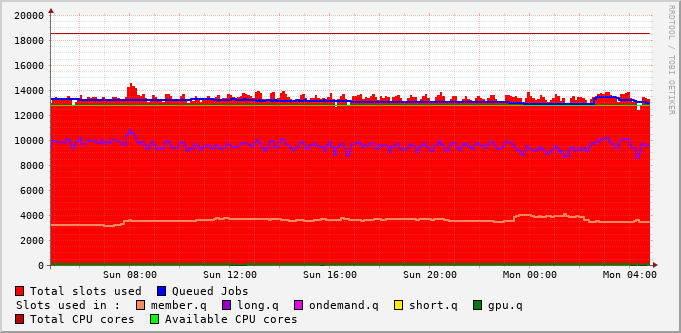 RRDTOOL / TOBI OETIKER
20000
18000
16000
14000
12000
10000
8000
6000
4000
2000
0
Sun 08:00 Sun 12:00 Sun 16:00 Sun 20:00 Mon 00:00 Mon 04:00
Total slots used Queued Jobs
Slots used in : member.q long.q ondemand.q short.q gpu.q
Total CPU cores Available CPU cores